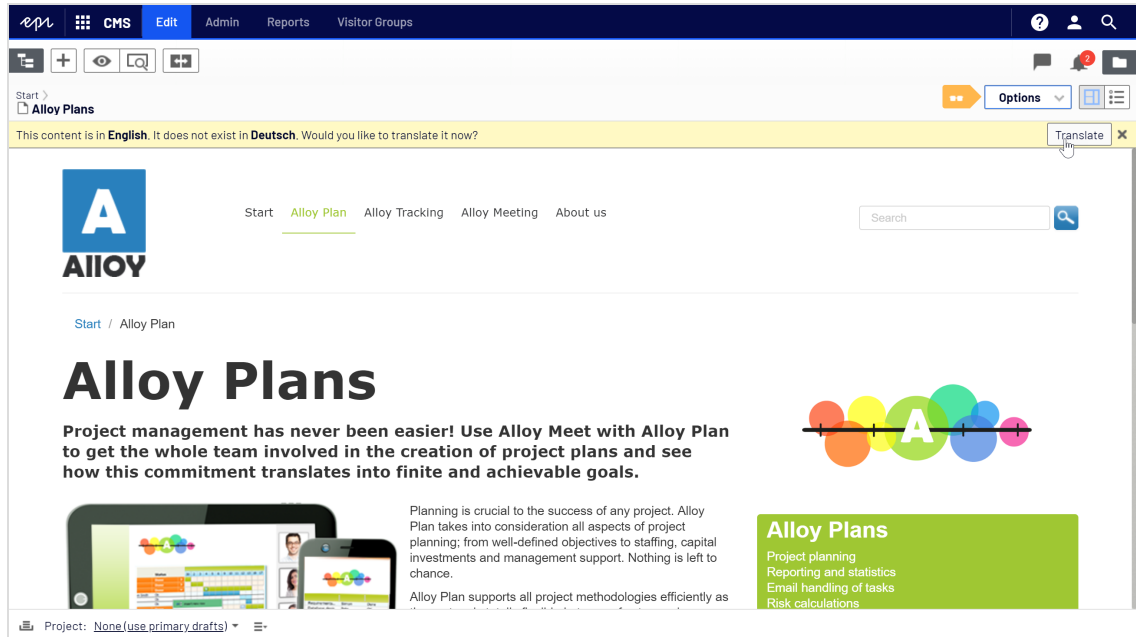 epi CMS Edit Admin Reports Visitor Groups ?
2
Start
Alloy Plans
Options
This content is in English. It does not exist in Deutsch. Would you like to translate it now?
Translate
A
AllOY
Start Alloy Plan Alloy Tracking Alloy Meeting About us
Search
Start / Alloy Plan
Alloy Plans
Project managemnt has never been easier! Use Alloy Meet with Alloy Plan
to get the whole team involved in the creation of project plans and see
how this commitment translates into finite and achievable goals.
A
Planning is crucial to the success of any project. Alloy
Plan takes into consideration all aspects of project
planning; from well-defined objectives to staffing, capital
investments and management support. Nothing is left to
chance.
Alloy Plan supports all project methodologies efficiently as
Alloy Plans
Project planning
Reporting and statistics
Email handling of tasks
Risk calculations
Project: None (use primary drafts)